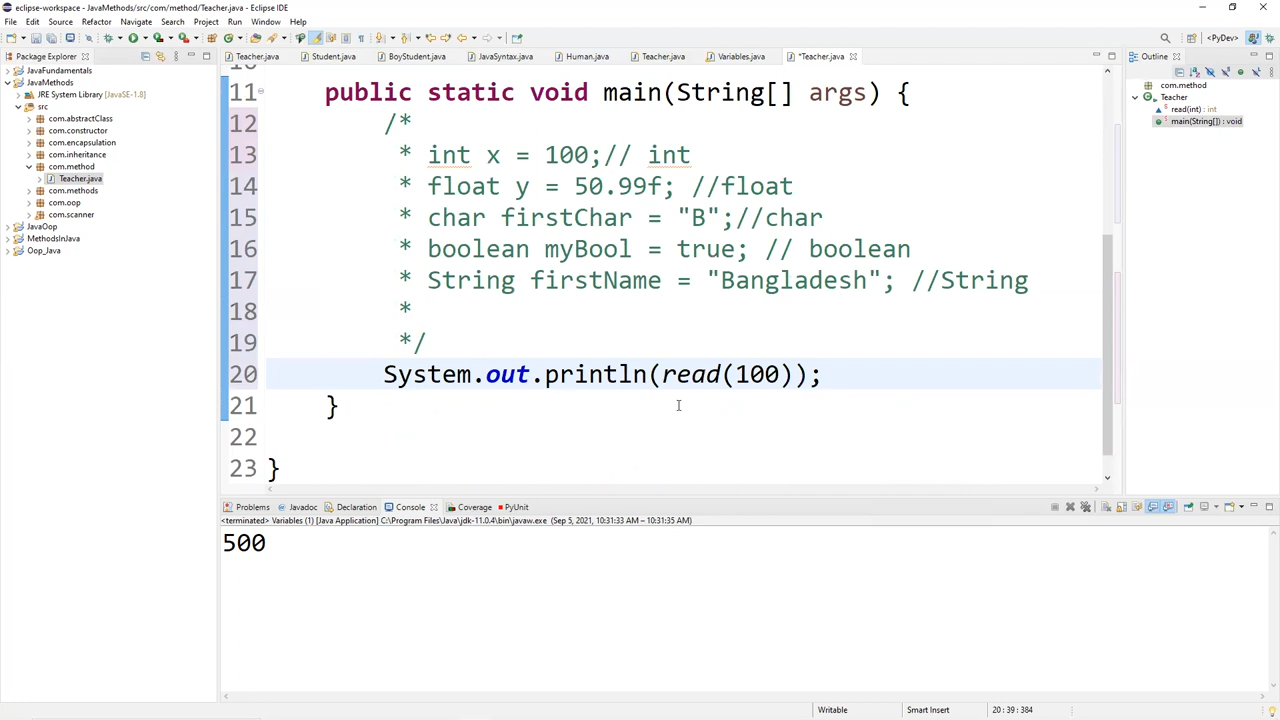 eclipse-workspace - JavaMethods/src/com/method/Teacher.java - Eclipse IDE
File Edit Source Refactor Navigate Search Project Run Window Help
<PyDev>
Package Explorer
JavaFundamentals
JavaMethods
JRE System Library [JavaSE-1.8]
src
com.abstractClass
com.constructor
com.encapsulation
com.inheritance
com.method
Teacher.java
com.methods
com.oop
com.scanner
JavaOop
MethodsInJava
Oop_Java
Teacher.java Student.java BoyStudent.java JavaSyntax.java Human.java Teacher.java Variables.java *Teacher.java
10
11 public static void main(String[] args) {
12 /*
13 * int x = 100;// int
14 * float y = 50.99f; //float
15 * char firstChar = "B";//char
16 * boolean myBool = true; // boolean
17 * String firstName = "Bangladesh"; //String
18 *
19 */
20 System.out.println(read(100));
21 }
22
23 }
Outline
com.method
Teacher
read(int) : int
main(String[]) : void
Problems Javadoc Declaration Console Coverage PyUnit
<terminated> Variables (1) [Java Application] C:\Program Files\Java\jdk-11.0.4\bin\javaw.exe (Sep 5, 2021, 10:31:33 AM – 10:31:35 AM)
500
Writable Smart Insert 20 : 39 : 384